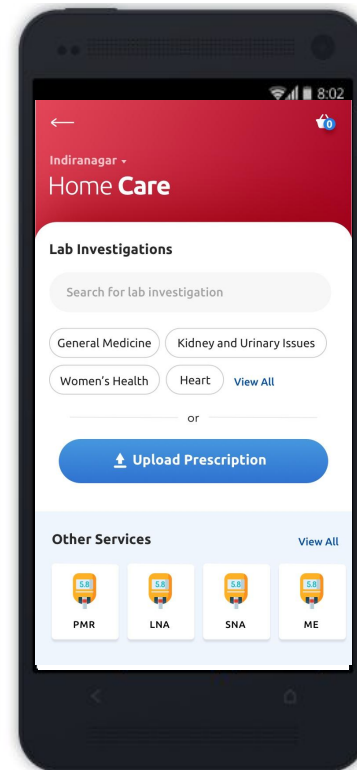 8:02
0
Indiranagar
Home Care
Lab Investigations
Search for lab investigation
General Medicine
Kidney and Urinary Issues
Women's Health
Heart
View All
or
Upload Prescription
Other Services
View All
5.8
5.8
5.8
5.8
PMR
LNA
SNA
ME